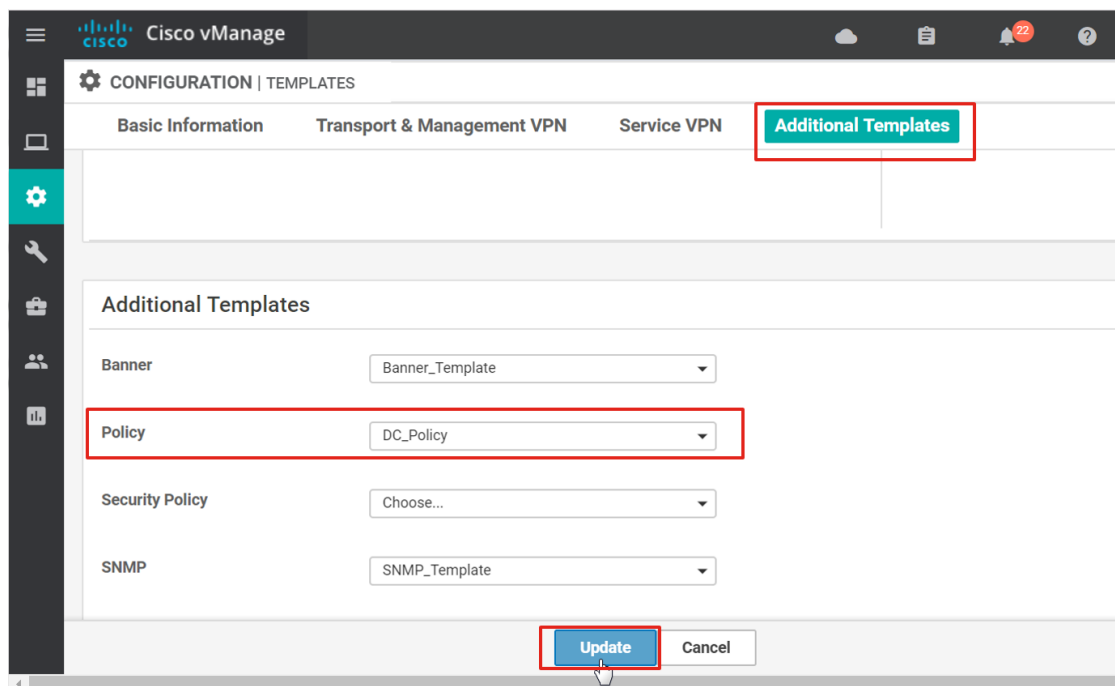 CISCO Cisco vManage 22
CONFIGURATION | TEMPLATES
Basic Information Transport & Management VPN Service VPN Additional Templates
Additional Templates
Banner Banner_Template
Policy DC_Policy
Security Policy Choose...
SNMP SNMP_Template
Update Cancel